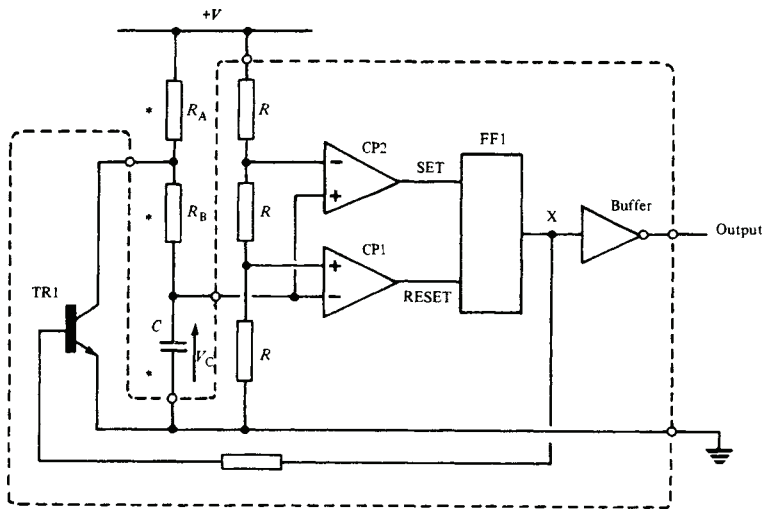 +V
* R_A
R
CP2
FF1
SET
−
+
* R_B
R
X
Buffer
Output
CP1
+
−
RESET
TR1
C
V_C
R
*